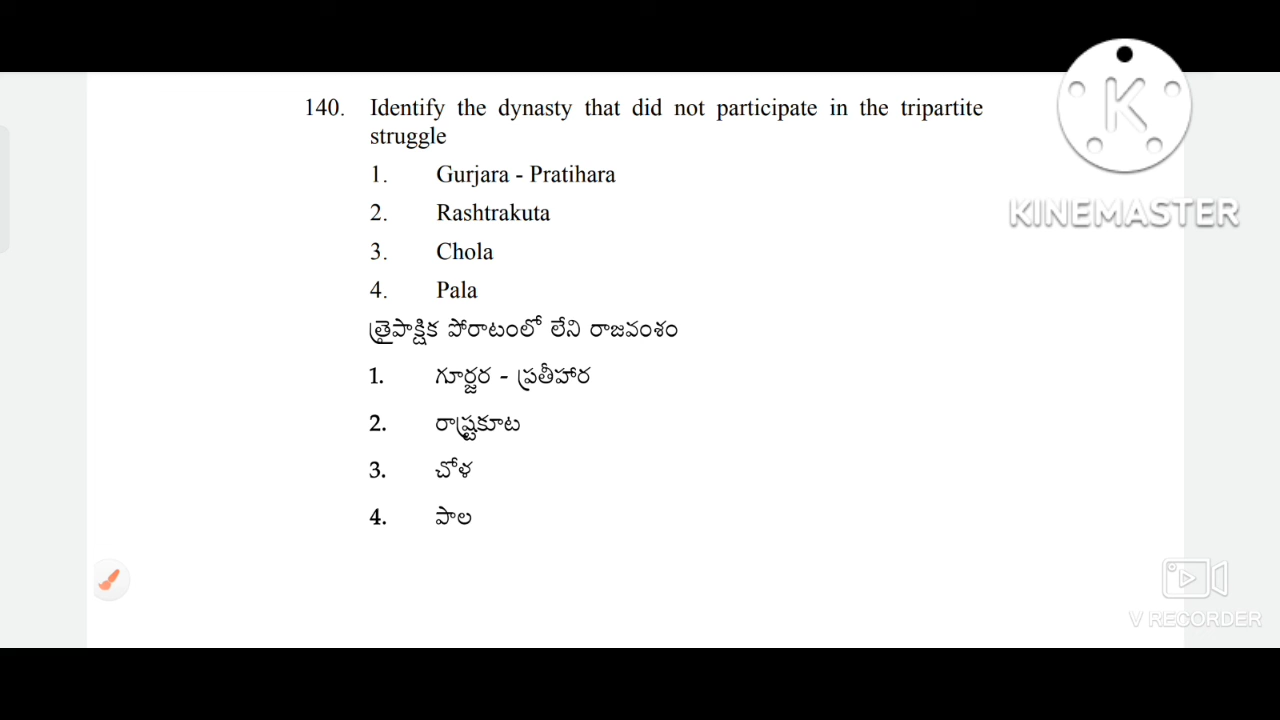 140. Identify the dynasty that did not participate in the tripartite
struggle
1. Gurjara - Pratihara
2. Rashtrakuta
3. Chola
4. Pala
త్రైపాక్షిక పోరాటంలో లేని రాజవంశం
1. గూర్జర - ప్రతీహార
2. రాష్ట్రకూట
3. చోళ
4. పాల
K
KINEMASTER
V RECORDER